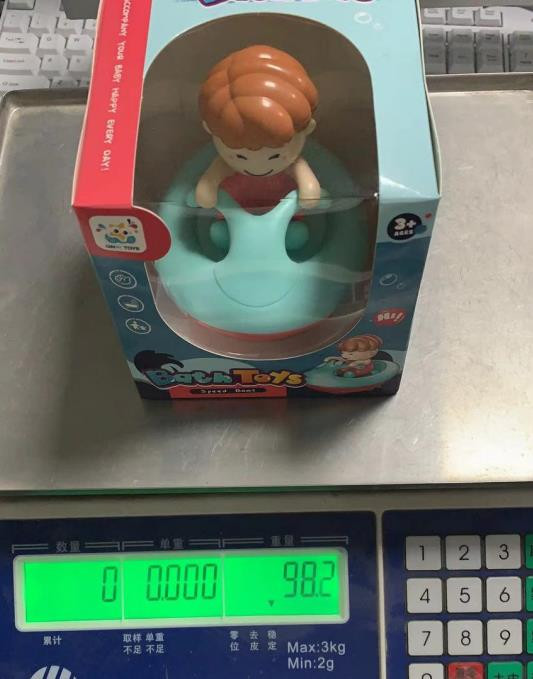 ACCOMPANY YOUR BABY HAPPY EVERY DAY!
TOYS
3+
AGES
Bath Toys
Speed Boat
数量 单重 重量
0 0.000 98.2
累计
取样 单重
不足 不足
零 去 稳
位 皮 定
Max:3kg
Min:2g
1 2 3
4 5 6
7 8 9